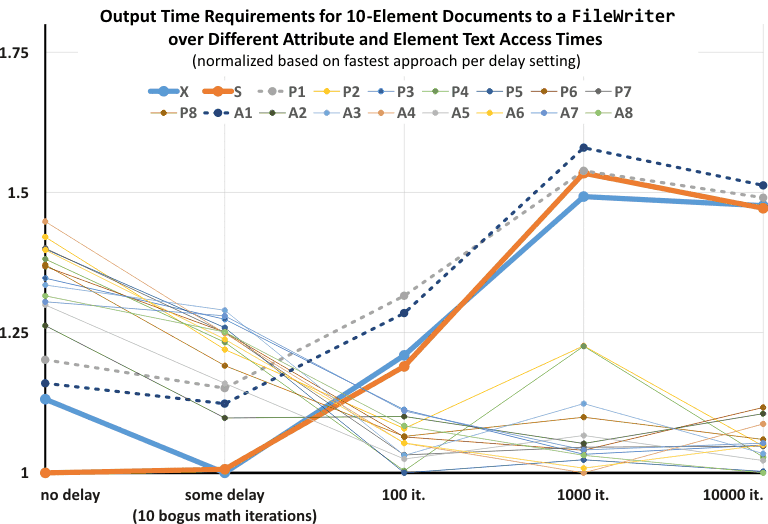 Output Time Requirements for 10-Element Documents to a FileWriter
over Different Attribute and Element Text Access Times
(normalized based on fastest approach per delay setting)
X S P1 P2 P3 P4 P5 P6 P7
P8 A1 A2 A3 A4 A5 A6 A7 A8
1.75
1.5
1.25
1
no delay some delay 100 it. 1000 it. 10000 it.
(10 bogus math iterations)